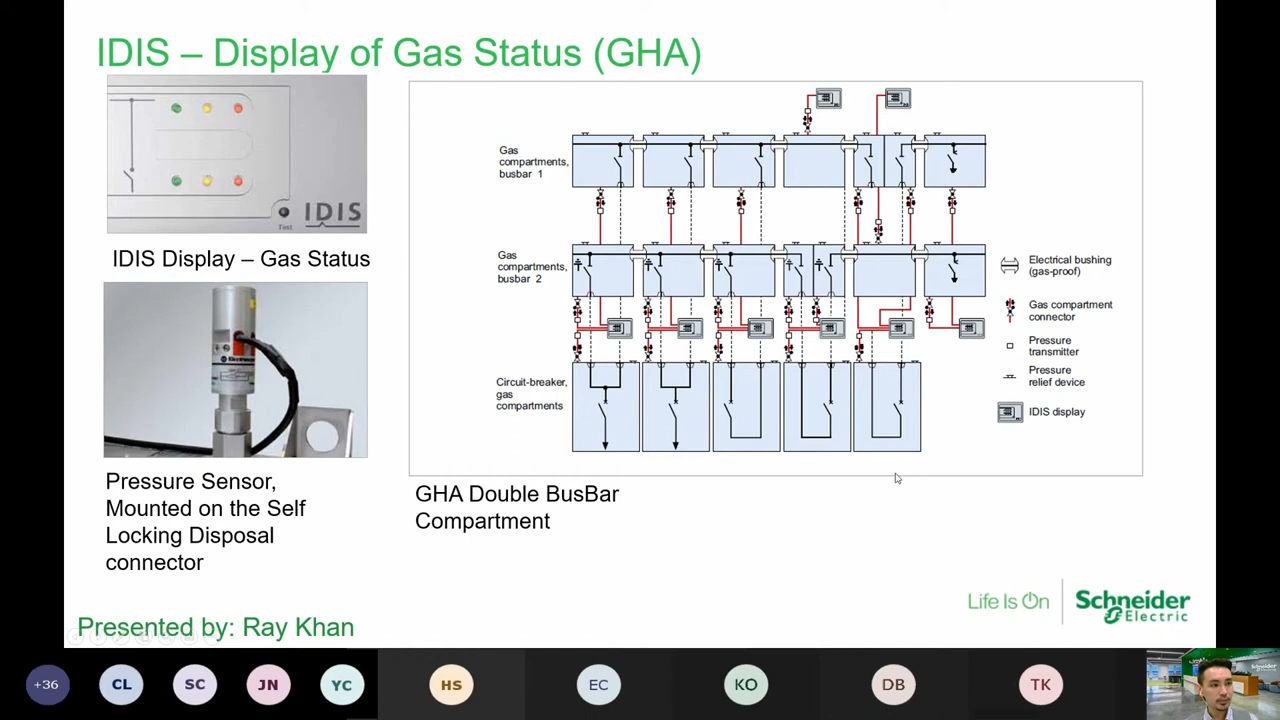 IDIS – Display of Gas Status (GHA)
Test
IDIS
IDIS Display – Gas Status
Pressure Sensor,
Mounted on the Self
Locking Disposal
connector
Gas
compartments,
busbar 1
Gas
compartments,
busbar 2
Circuit-breaker,
gas
compartments
Electrical bushing
(gas-proof)
Gas compartment
connector
Pressure
transmitter
Pressure
relief device
IDIS display
GHA Double BusBar
Compartment
Life Is On
Schneider
Electric
Presented by: Ray Khan
+36
CL
SC
JN
YC
HS
EC
KO
DB
TK